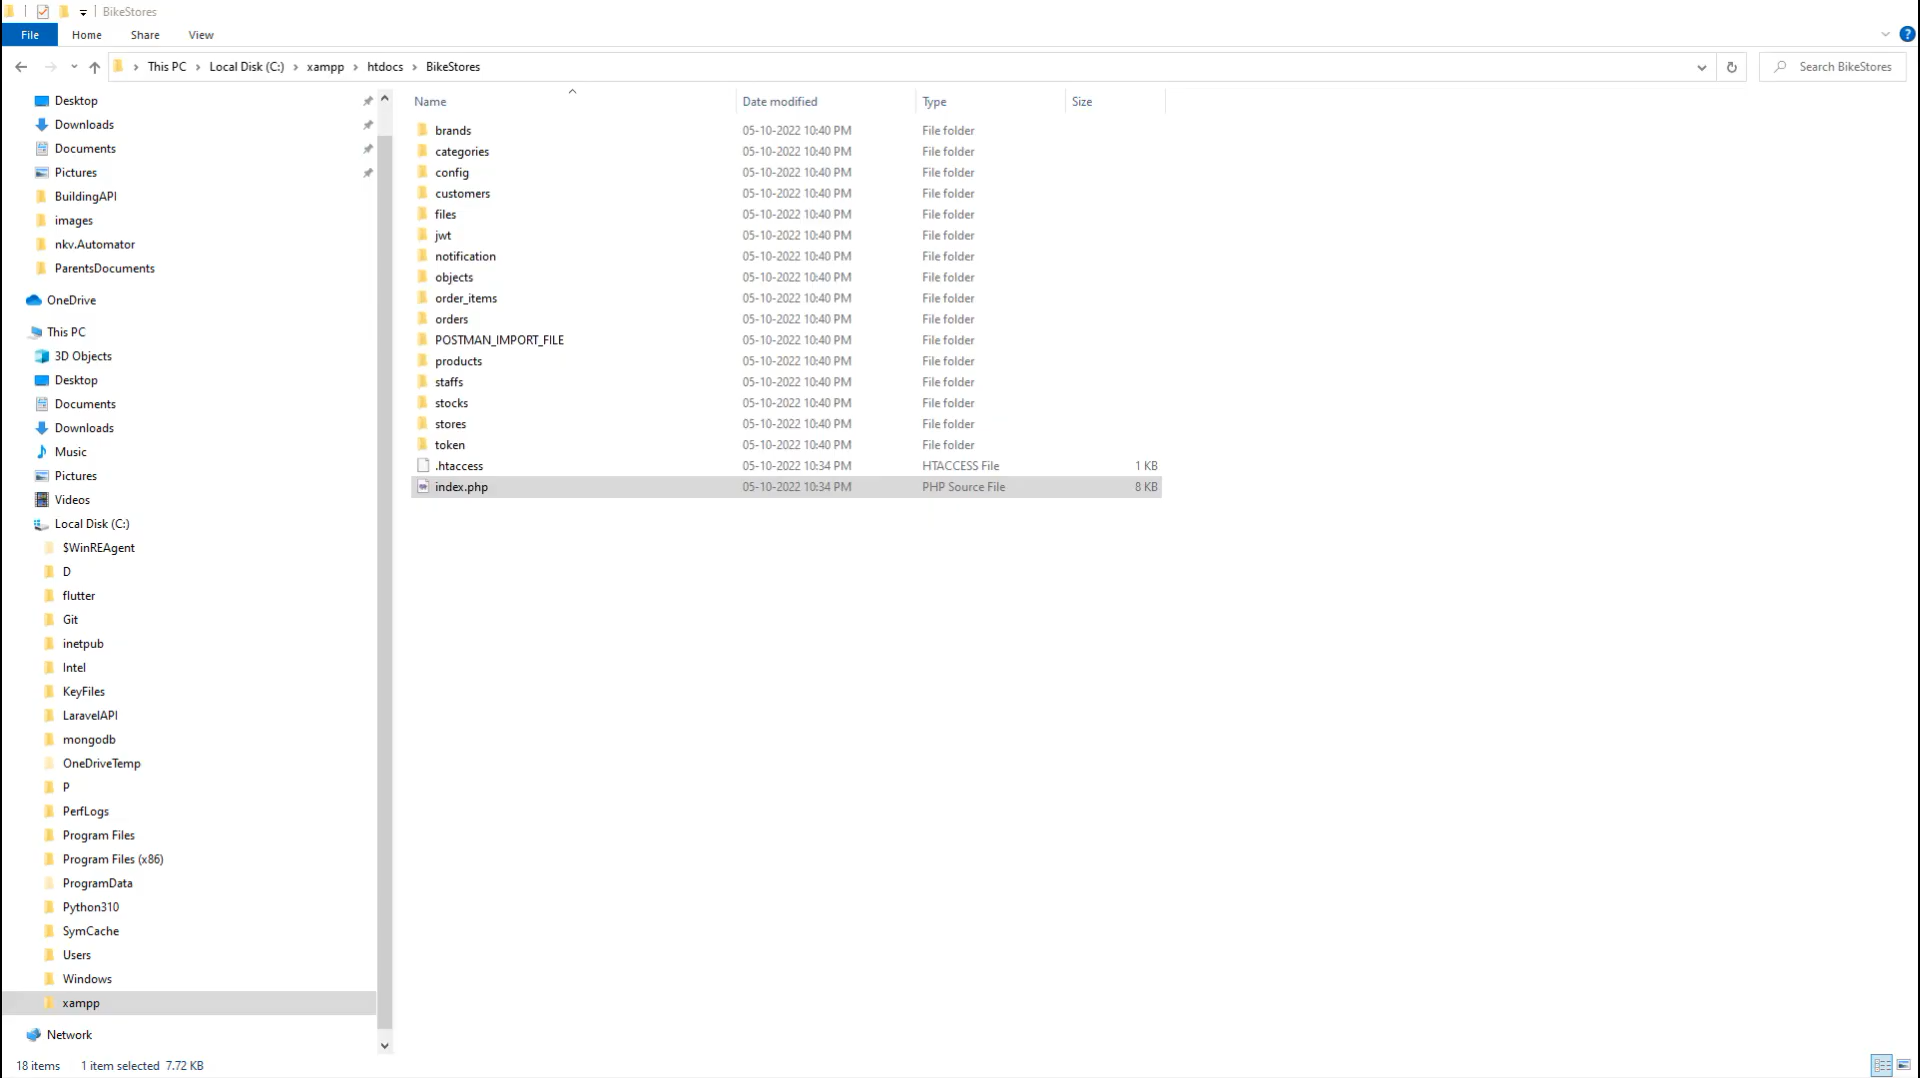 BikeStores
File Home Share View
This PC Local Disk (C:) xampp htdocs BikeStores Search BikeStores
Desktop
Downloads
Documents
Pictures
BuildingAPI
images
nkv.Automator
ParentsDocuments
OneDrive
This PC
3D Objects
Desktop
Documents
Downloads
Music
Pictures
Videos
Local Disk (C:)
$WinREAgent
D
flutter
Git
inetpub
Intel
KeyFiles
LaravelAPI
mongodb
OneDriveTemp
P
PerfLogs
Program Files
Program Files (x86)
ProgramData
Python310
SymCache
Users
Windows
xampp
Network
Name Date modified Type Size
brands 05-10-2022 10:40 PM File folder
categories 05-10-2022 10:40 PM File folder
config 05-10-2022 10:40 PM File folder
customers 05-10-2022 10:40 PM File folder
files 05-10-2022 10:40 PM File folder
jwt 05-10-2022 10:40 PM File folder
notification 05-10-2022 10:40 PM File folder
objects 05-10-2022 10:40 PM File folder
order_items 05-10-2022 10:40 PM File folder
orders 05-10-2022 10:40 PM File folder
POSTMAN_IMPORT_FILE 05-10-2022 10:40 PM File folder
products 05-10-2022 10:40 PM File folder
staffs 05-10-2022 10:40 PM File folder
stocks 05-10-2022 10:40 PM File folder
stores 05-10-2022 10:40 PM File folder
token 05-10-2022 10:40 PM File folder
.htaccess 05-10-2022 10:34 PM HTACCESS File 1 KB
index.php 05-10-2022 10:34 PM PHP Source File 8 KB
18 items 1 item selected 7.72 KB